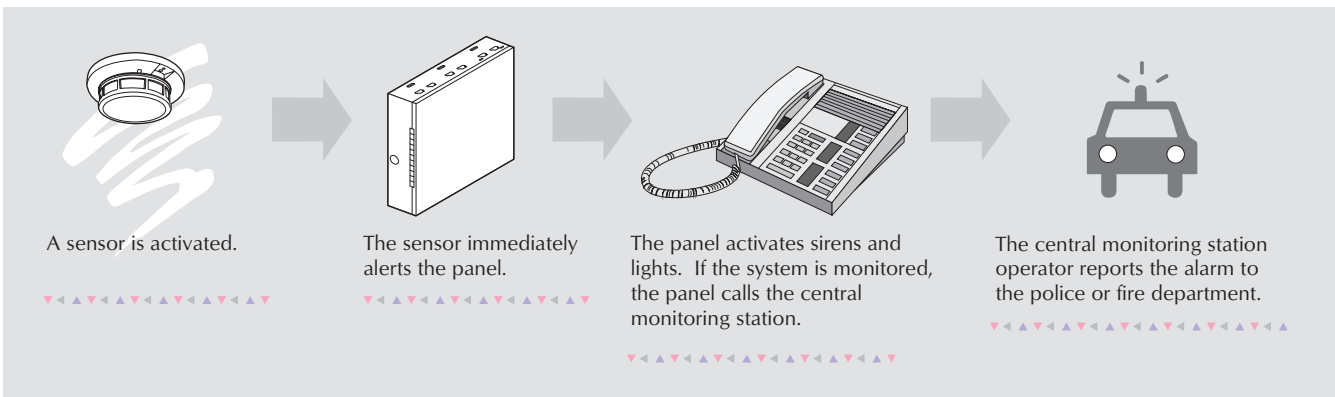 A sensor is activated.
The sensor immediately
alerts the panel.
The panel activates sirens and
lights.  If the system is monitored,
the panel calls the central
monitoring station.
The central monitoring station
operator reports the alarm to
the police or fire department.